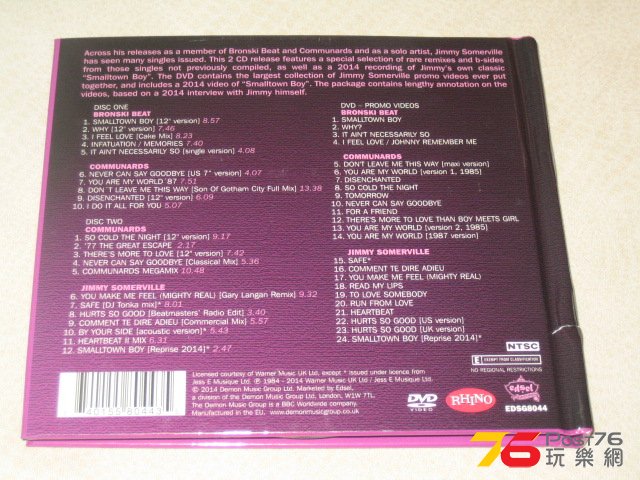 Across his releases as a member of Bronski Beat and Communards and as a solo artist, Jimmy Somerville
has seen many singles issued. This 2 CD release features a special selection of rare remixes and b-sides
from those singles not previously compiled, as well as a 2014 recording of Jimmy's own classic
"Smalltown Boy". The DVD contains the largest collection of Jimmy Somerville promo videos ever put
together, and includes a 2014 video of "Smalltown Boy". The package contains lengthy annotation on the
videos, based on a 2014 interview with Jimmy himself.
DISC ONE
BRONSKI BEAT
1. SMALLTOWN BOY [12" version] 8.57
2. WHY [12" version] 7.46
3. I FEEL LOVE [Cake Mix] 8.23
4. INFATUATION / MEMORIES 7.40
5. IT AIN'T NECESSARILY SO (single version] 4.08
COMMUNARDS
6. NEVER CAN SAY GOODBYE [US 7" version] 4.07
7. YOU ARE MY WORLD '87 7.51
8. DON'T LEAVE ME THIS WAY [Son Of Gotham City Full Mix] 13.38
9. DISENCHANTED [12" version] 6.09
10. I DO IT ALL FOR YOU 5.07
DISC TWO
COMMUNARDS
1. SO COLD THE NIGHT [12" version] 9.17
2. '77 THE GREAT ESCAPE 2.17
3. THERE'S MORE TO LOVE [12" version] 7.42
4. NEVER CAN SAY GOODBYE [Classical Mix] 5.36
5. COMMUNARDS MEGAMIX 10.48
JIMMY SOMERVILLE
6. YOU MAKE ME FEEL (MIGHTY REAL) [Gary Langan Remix] 9.32
7. SAFE [DJ Tonka mix]* 8.01
8. HURTS SO GOOD [Beatmasters' Radio Edit] 3.40
9. COMMENT TE DIRE ADIEU [Commercial Mix] 5.57
10. BY YOUR SIDE [acoustic version]* 5.43
11. HEARTBEAT E MIX 6.31
12. SMALLTOWN BOY [Reprise 2014]* 2.47
DVD – PROMO VIDEOS
BRONSKI BEAT
1. SMALLTOWN BOY
2. WHY?
3. IT AIN'T NECESSARILY SO
4. I FEEL LOVE / JOHNNY REMEMBER ME
COMMUNARDS
5. DON'T LEAVE ME THIS WAY [maxi version]
6. YOU ARE MY WORLD [version 1, 1985]
7. DISENCHANTED
8. SO COLD THE NIGHT
9. TOMORROW
10. NEVER CAN SAY GOODBYE
11. FOR A FRIEND
12. THERE'S MORE TO LOVE THAN BOY MEETS GIRL
13. YOU ARE MY WORLD [version 2, 1985]
14. YOU ARE MY WORLD [1987 version]
JIMMY SOMERVILLE
15. SAFE*
16. COMMENT TE DIRE ADIEU
17. YOU MAKE ME FEEL (MIGHTY REAL)
18. READ MY LIPS
19. TO LOVE SOMEBODY
20. RUN FROM LOVE
21. HEARTBEAT
22. HURTS SO GOOD [US version]
23. HURTS SO GOOD [UK version]
24. SMALLTOWN BOY [Reprise 2014]*
Licensed courtesy of Warner Music UK Ltd, except * issued under licence from
Jess E Musique Ltd. ℗ 1984 - 2014 Warner Music UK Ltd / Jess E Musique Ltd.
© 2014 Demon Music Group Ltd. Marketed by Edsel,
a division of Demon Music Group Ltd, London, W1W 7TL.
The Demon Music Group is a BBC Worldwide company.
Manufactured in the EU. www.demonmusicgroup.co.uk
DVD
VIDEO
RHINO
NTSC
E EXEMPT FROM CLASSIFICATION
NO REGIONAL RESTRICTIONS
edsel
EDSG8044
76 POST76
玩樂網